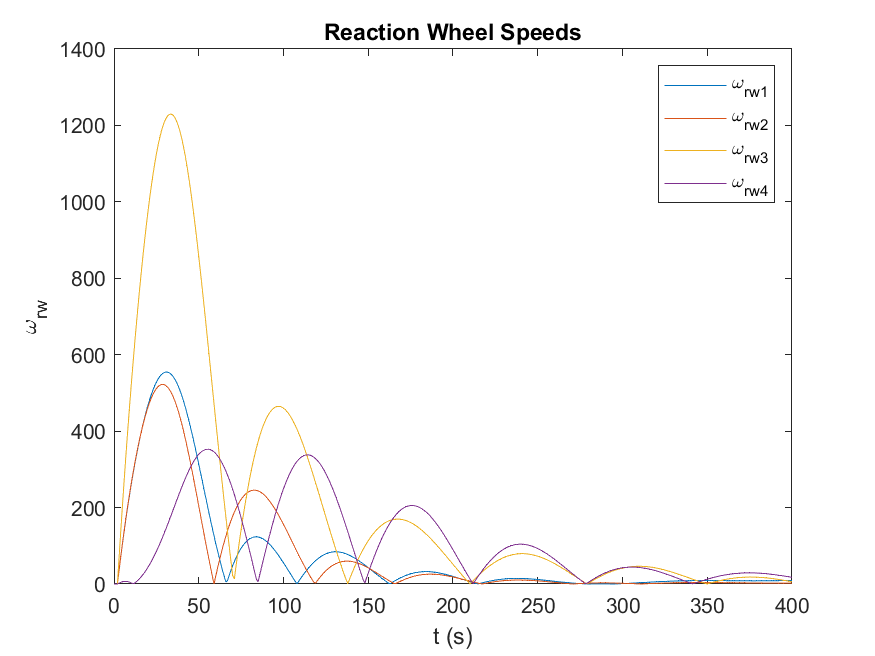 Reaction Wheel Speeds
1400
1200
1000
800
600
400
200
0
ω_rw
0 50 100 150 200 250 300 350 400
t (s)
ω_rw1
ω_rw2
ω_rw3
ω_rw4